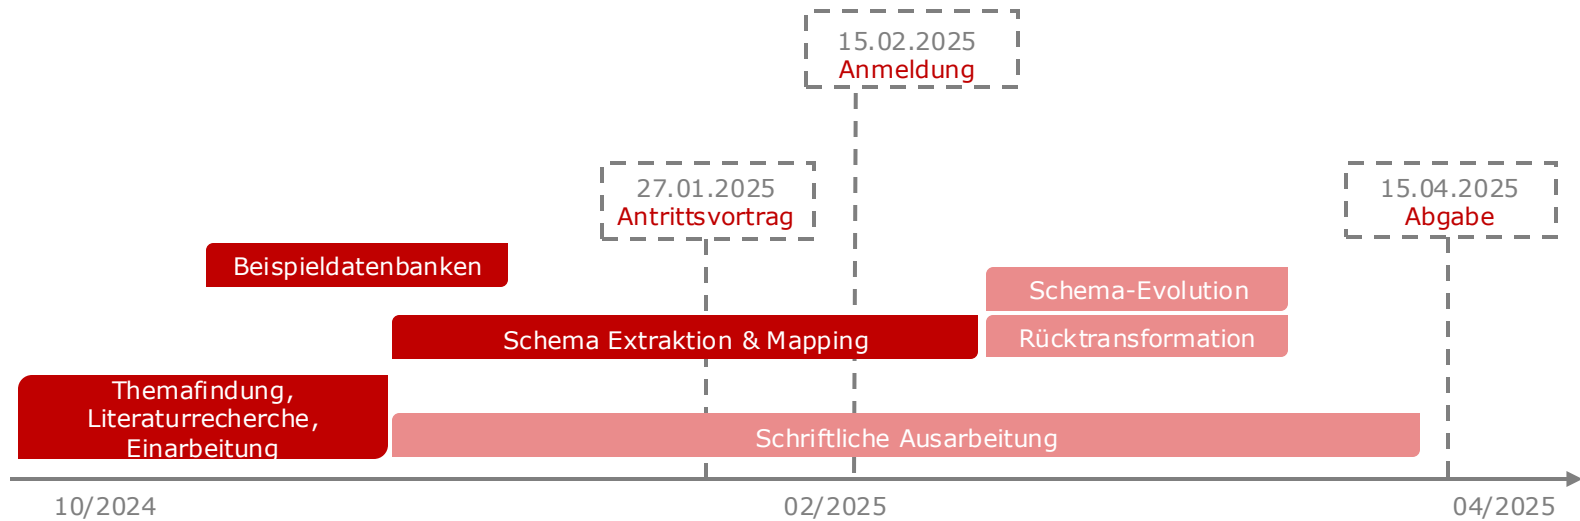 15.02.2025
Anmeldung
27.01.2025
Antrittsvortrag
15.04.2025
Abgabe
Beispieldatenbanken
Schema-Evolution
Schema Extraktion & Mapping
Rücktransformation
Themafindung,
Literaturrecherche,
Einarbeitung
Schriftliche Ausarbeitung
10/2024
02/2025
04/2025